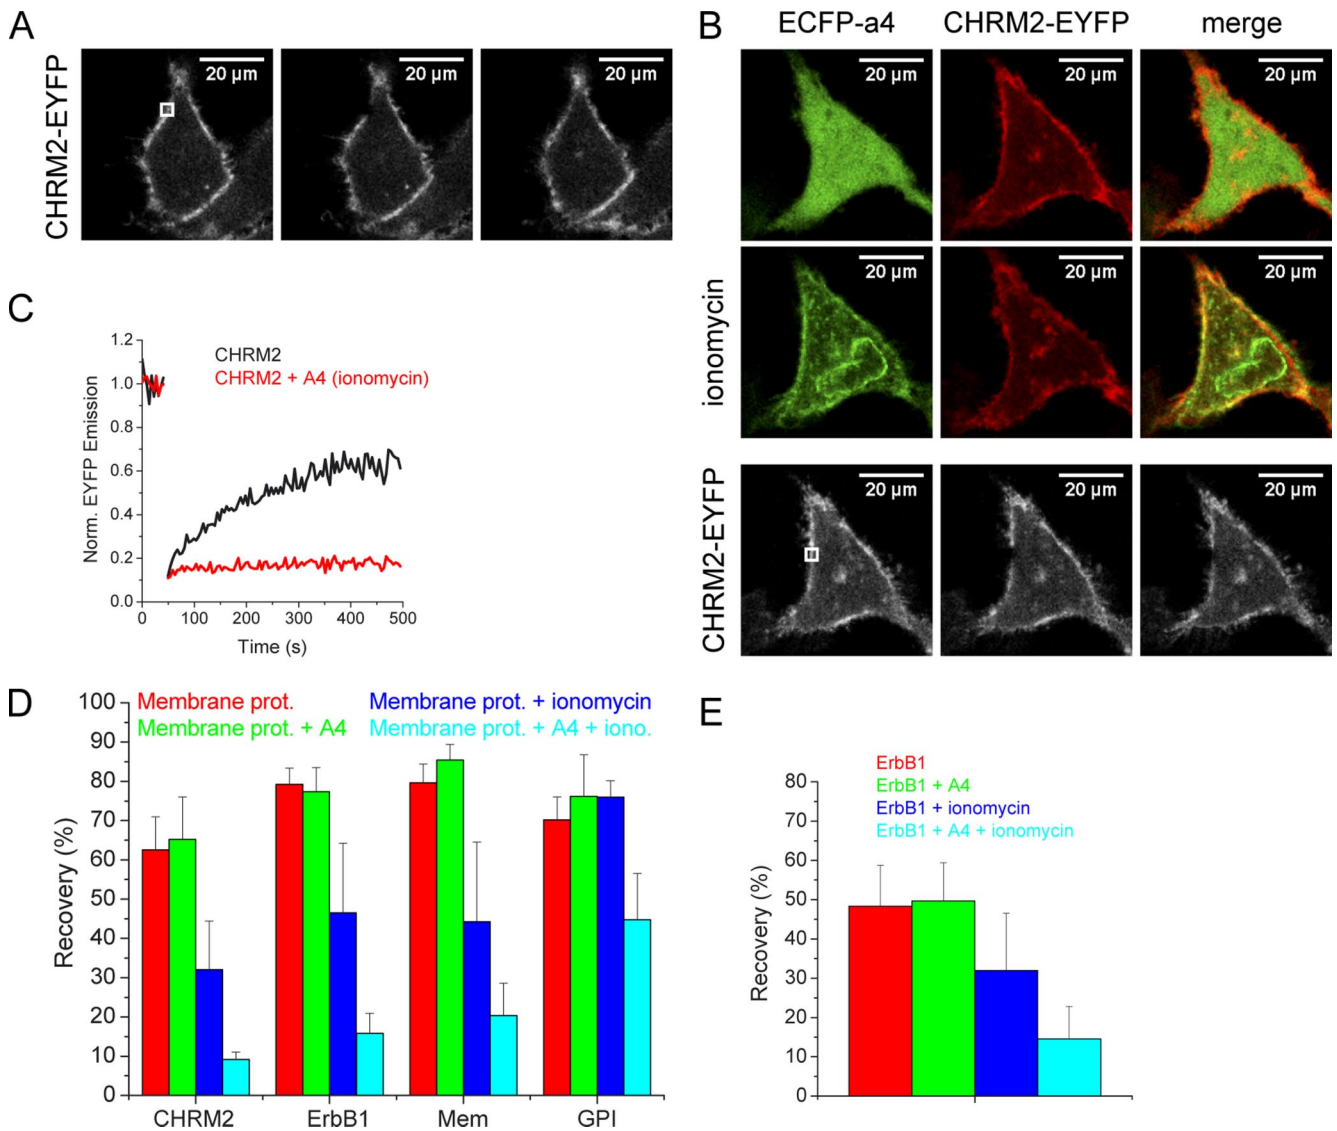 A
CHRM2-EYFP
20 µm
20 µm
20 µm
B
ECFP-a4
CHRM2-EYFP
merge
20 µm
20 µm
20 µm
ionomycin
20 µm
20 µm
20 µm
CHRM2-EYFP
20 µm
20 µm
20 µm
C
CHRM2
CHRM2 + A4 (ionomycin)
Norm. EYFP Emission
1.2
1.0
0.8
0.6
0.4
0.2
0.0
0 100 200 300 400 500
Time (s)
D
Membrane prot.
Membrane prot. + A4
Membrane prot. + ionomycin
Membrane prot. + A4 + iono.
Recovery (%)
100
90
80
70
60
50
40
30
20
10
0
CHRM2 ErbB1 Mem GPI
E
ErbB1
ErbB1 + A4
ErbB1 + ionomycin
ErbB1 + A4 + ionomycin
Recovery (%)
80
70
60
50
40
30
20
10
0